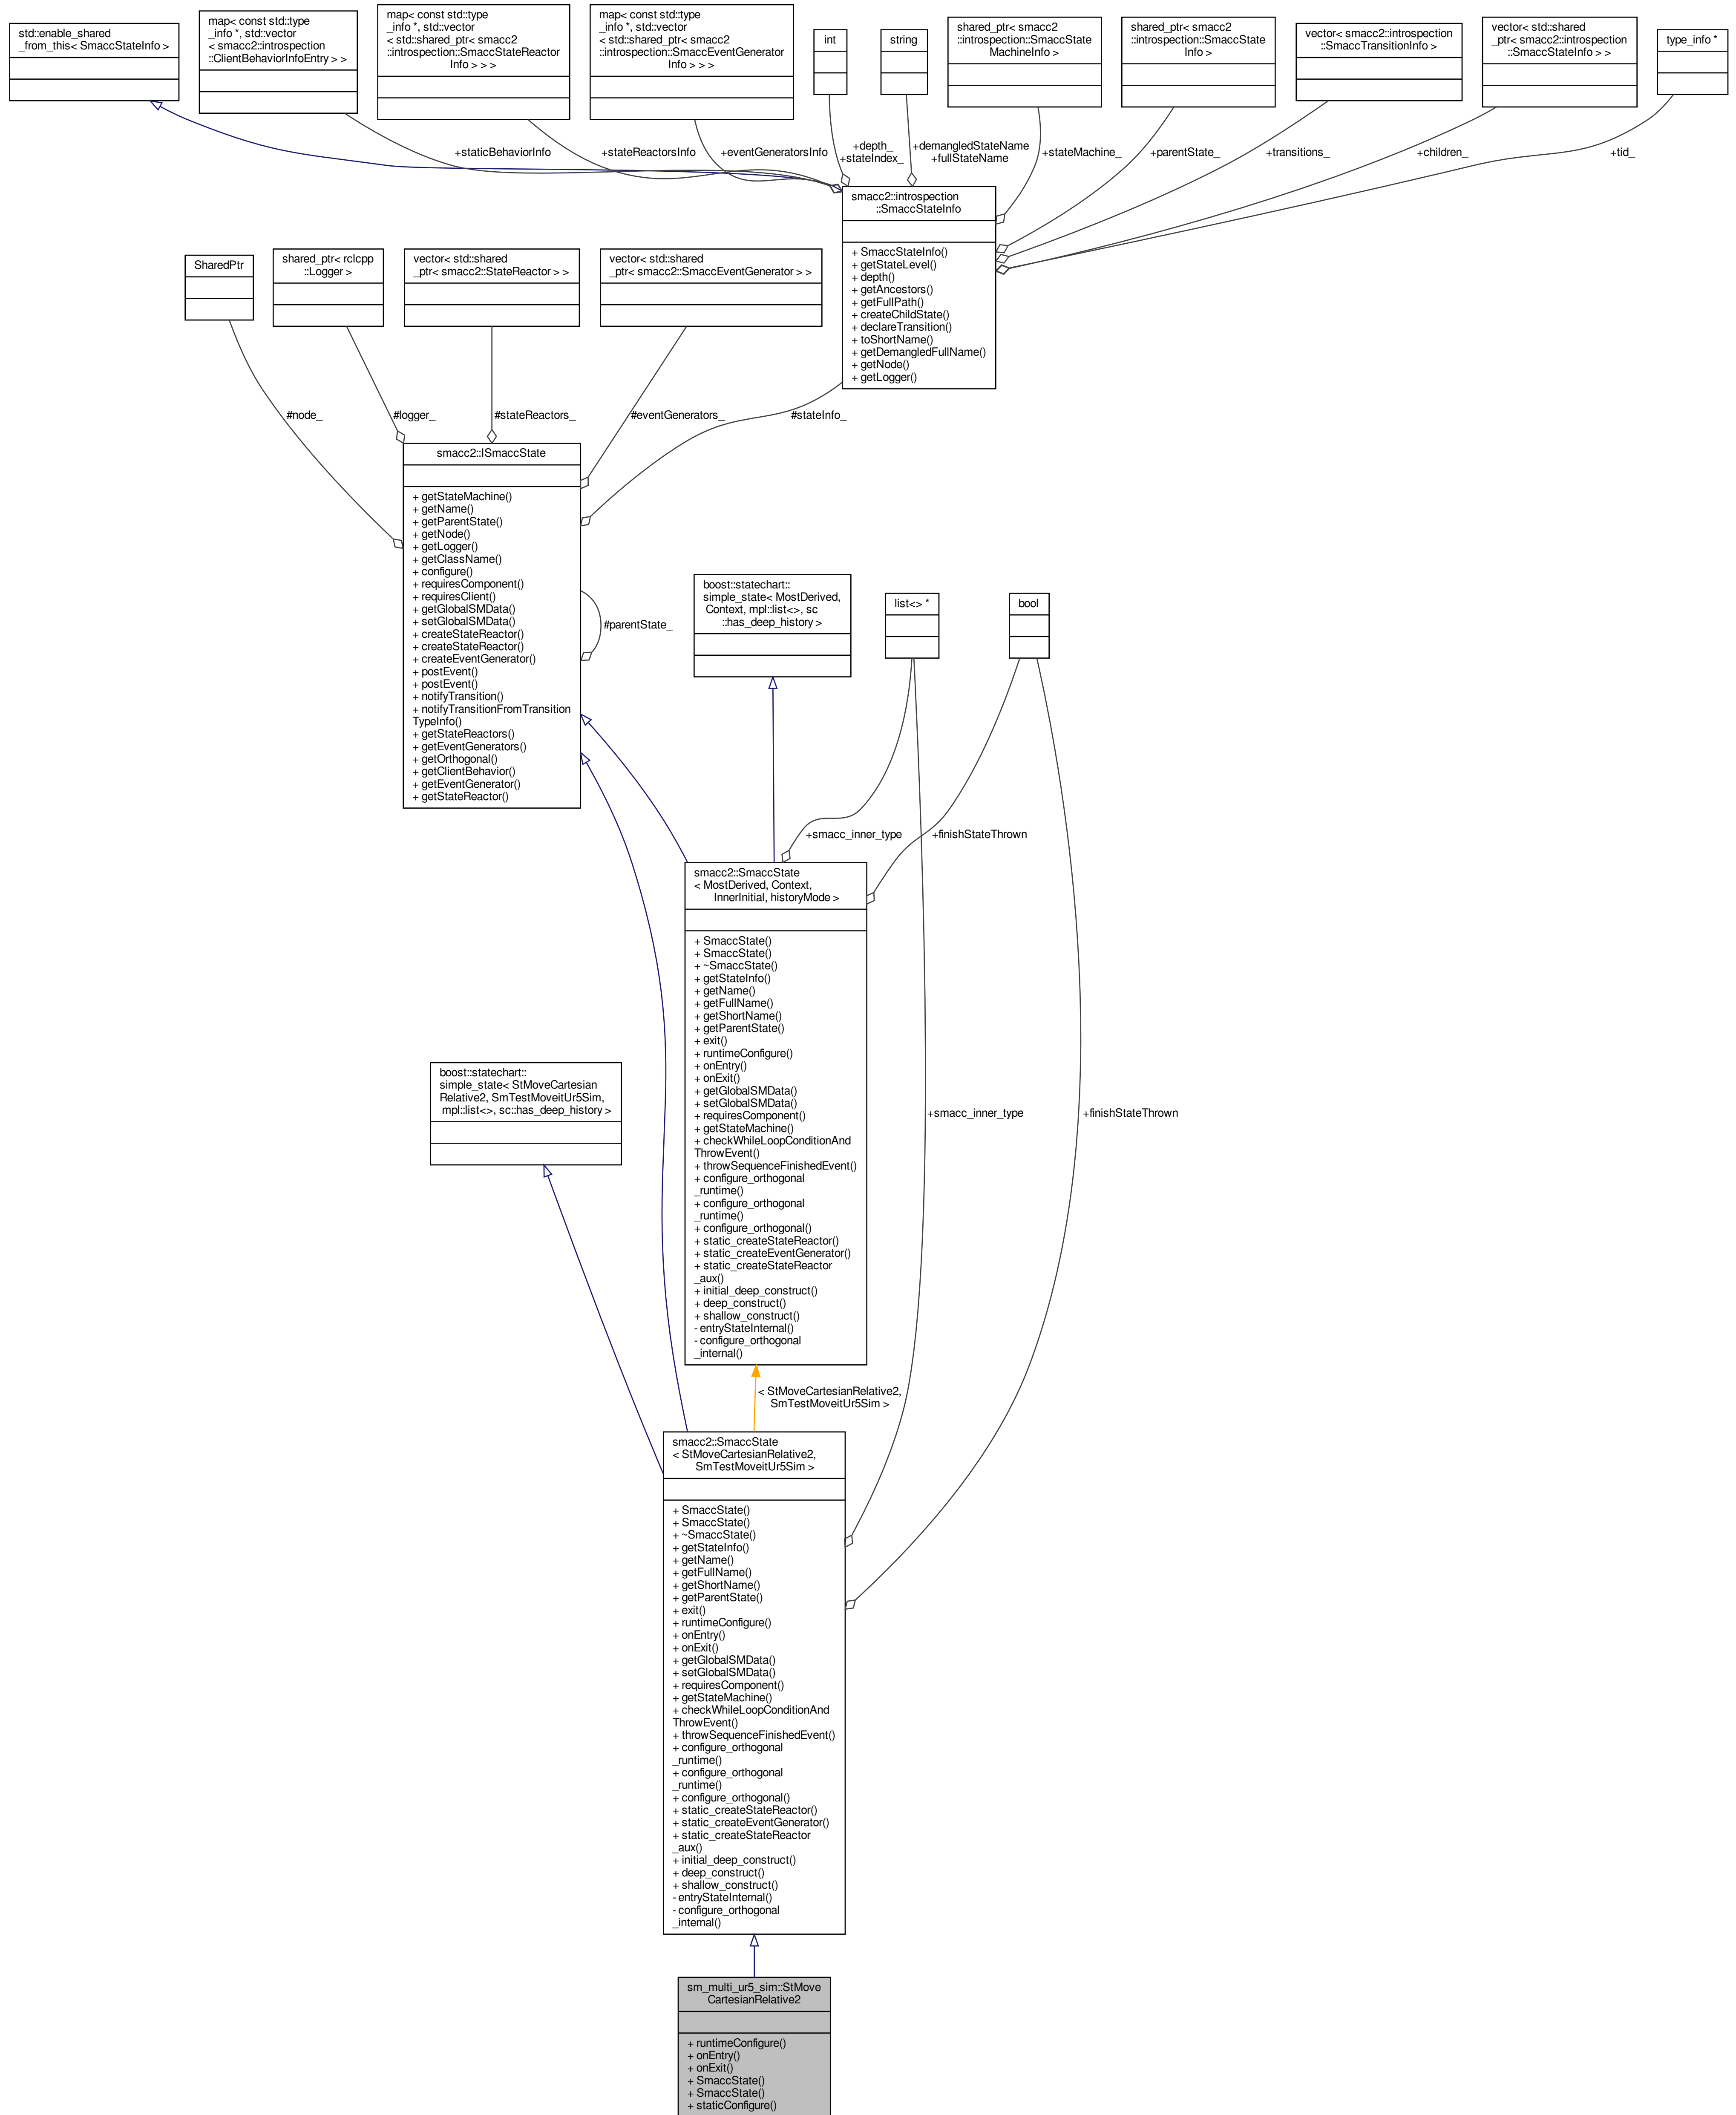 std::enable_shared
_from_this< SmaccStateInfo >
map< const std::type
_info *, std::vector
< smacc2::introspection
::ClientBehaviorInfoEntry > >
map< const std::type
_info *, std::vector
< std::shared_ptr< smacc2
::introspection::SmaccStateReactor
Info > > >
map< const std::type
_info *, std::vector
< std::shared_ptr< smacc2
::introspection::SmaccEventGenerator
Info > > >
int
string
shared_ptr< smacc2
::introspection::SmaccState
MachineInfo >
shared_ptr< smacc2
::introspection::SmaccState
Info >
vector< smacc2::introspection
::SmaccTransitionInfo >
vector< std::shared
_ptr< smacc2::introspection
::SmaccStateInfo > >
type_info *
+staticBehaviorInfo
+stateReactorsInfo
+eventGeneratorsInfo
+depth_
+stateIndex_
+demangledStateName
+fullStateName
+stateMachine_
+parentState_
+transitions_
+children_
+tid_
smacc2::introspection
::SmaccStateInfo
+ SmaccStateInfo()
+ getStateLevel()
+ depth()
+ getAncestors()
+ getFullPath()
+ createChildState()
+ declareTransition()
+ toShortName()
+ getDemangledFullName()
+ getNode()
+ getLogger()
SharedPtr
shared_ptr< rclcpp
::Logger >
vector< std::shared
_ptr< smacc2::StateReactor > >
vector< std::shared
_ptr< smacc2::SmaccEventGenerator > >
#node_
#logger_
#stateReactors_
#eventGenerators_
#stateInfo_
smacc2::ISmaccState
+ getStateMachine()
+ getName()
+ getParentState()
+ getNode()
+ getLogger()
+ getClassName()
+ configure()
+ requiresComponent()
+ requiresClient()
+ getGlobalSMData()
+ setGlobalSMData()
+ createStateReactor()
+ createStateReactor()
+ createEventGenerator()
+ postEvent()
+ postEvent()
+ notifyTransition()
+ notifyTransitionFromTransition
TypeInfo()
+ getStateReactors()
+ getEventGenerators()
+ getOrthogonal()
+ getClientBehavior()
+ getEventGenerator()
+ getStateReactor()
#parentState_
boost::statechart::
simple_state< MostDerived,
Context, mpl::list<>, sc
::has_deep_history >
list<> *
bool
+smacc_inner_type
+finishStateThrown
smacc2::SmaccState
< MostDerived, Context,
InnerInitial, historyMode >
+ SmaccState()
+ SmaccState()
+ ~SmaccState()
+ getStateInfo()
+ getName()
+ getFullName()
+ getShortName()
+ getParentState()
+ exit()
+ runtimeConfigure()
+ onEntry()
+ onExit()
+ getGlobalSMData()
+ setGlobalSMData()
+ requiresComponent()
+ getStateMachine()
+ checkWhileLoopConditionAnd
ThrowEvent()
+ throwSequenceFinishedEvent()
+ configure_orthogonal
_runtime()
+ configure_orthogonal
_runtime()
+ configure_orthogonal()
+ static_createStateReactor()
+ static_createEventGenerator()
+ static_createStateReactor
_aux()
+ initial_deep_construct()
+ deep_construct()
+ shallow_construct()
- entryStateInternal()
- configure_orthogonal
_internal()
boost::statechart::
simple_state< StMoveCartesian
Relative2, SmTestMoveitUr5Sim,
mpl::list<>, sc::has_deep_history >
+smacc_inner_type
+finishStateThrown
< StMoveCartesianRelative2,
SmTestMoveitUr5Sim >
smacc2::SmaccState
< StMoveCartesianRelative2,
SmTestMoveitUr5Sim >
+ SmaccState()
+ SmaccState()
+ ~SmaccState()
+ getStateInfo()
+ getName()
+ getFullName()
+ getShortName()
+ getParentState()
+ exit()
+ runtimeConfigure()
+ onEntry()
+ onExit()
+ getGlobalSMData()
+ setGlobalSMData()
+ requiresComponent()
+ getStateMachine()
+ checkWhileLoopConditionAnd
ThrowEvent()
+ throwSequenceFinishedEvent()
+ configure_orthogonal
_runtime()
+ configure_orthogonal
_runtime()
+ configure_orthogonal()
+ static_createStateReactor()
+ static_createEventGenerator()
+ static_createStateReactor
_aux()
+ initial_deep_construct()
+ deep_construct()
+ shallow_construct()
- entryStateInternal()
- configure_orthogonal
_internal()
sm_multi_ur5_sim::StMove
CartesianRelative2
+ runtimeConfigure()
+ onEntry()
+ onExit()
+ SmaccState()
+ SmaccState()
+ staticConfigure()